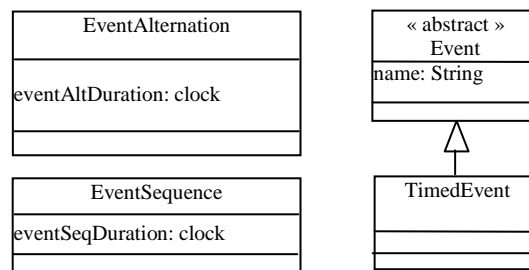 EventAlternation
eventAltDuration: clock
« abstract »
Event
name: String
EventSequence
eventSeqDuration: clock
TimedEvent